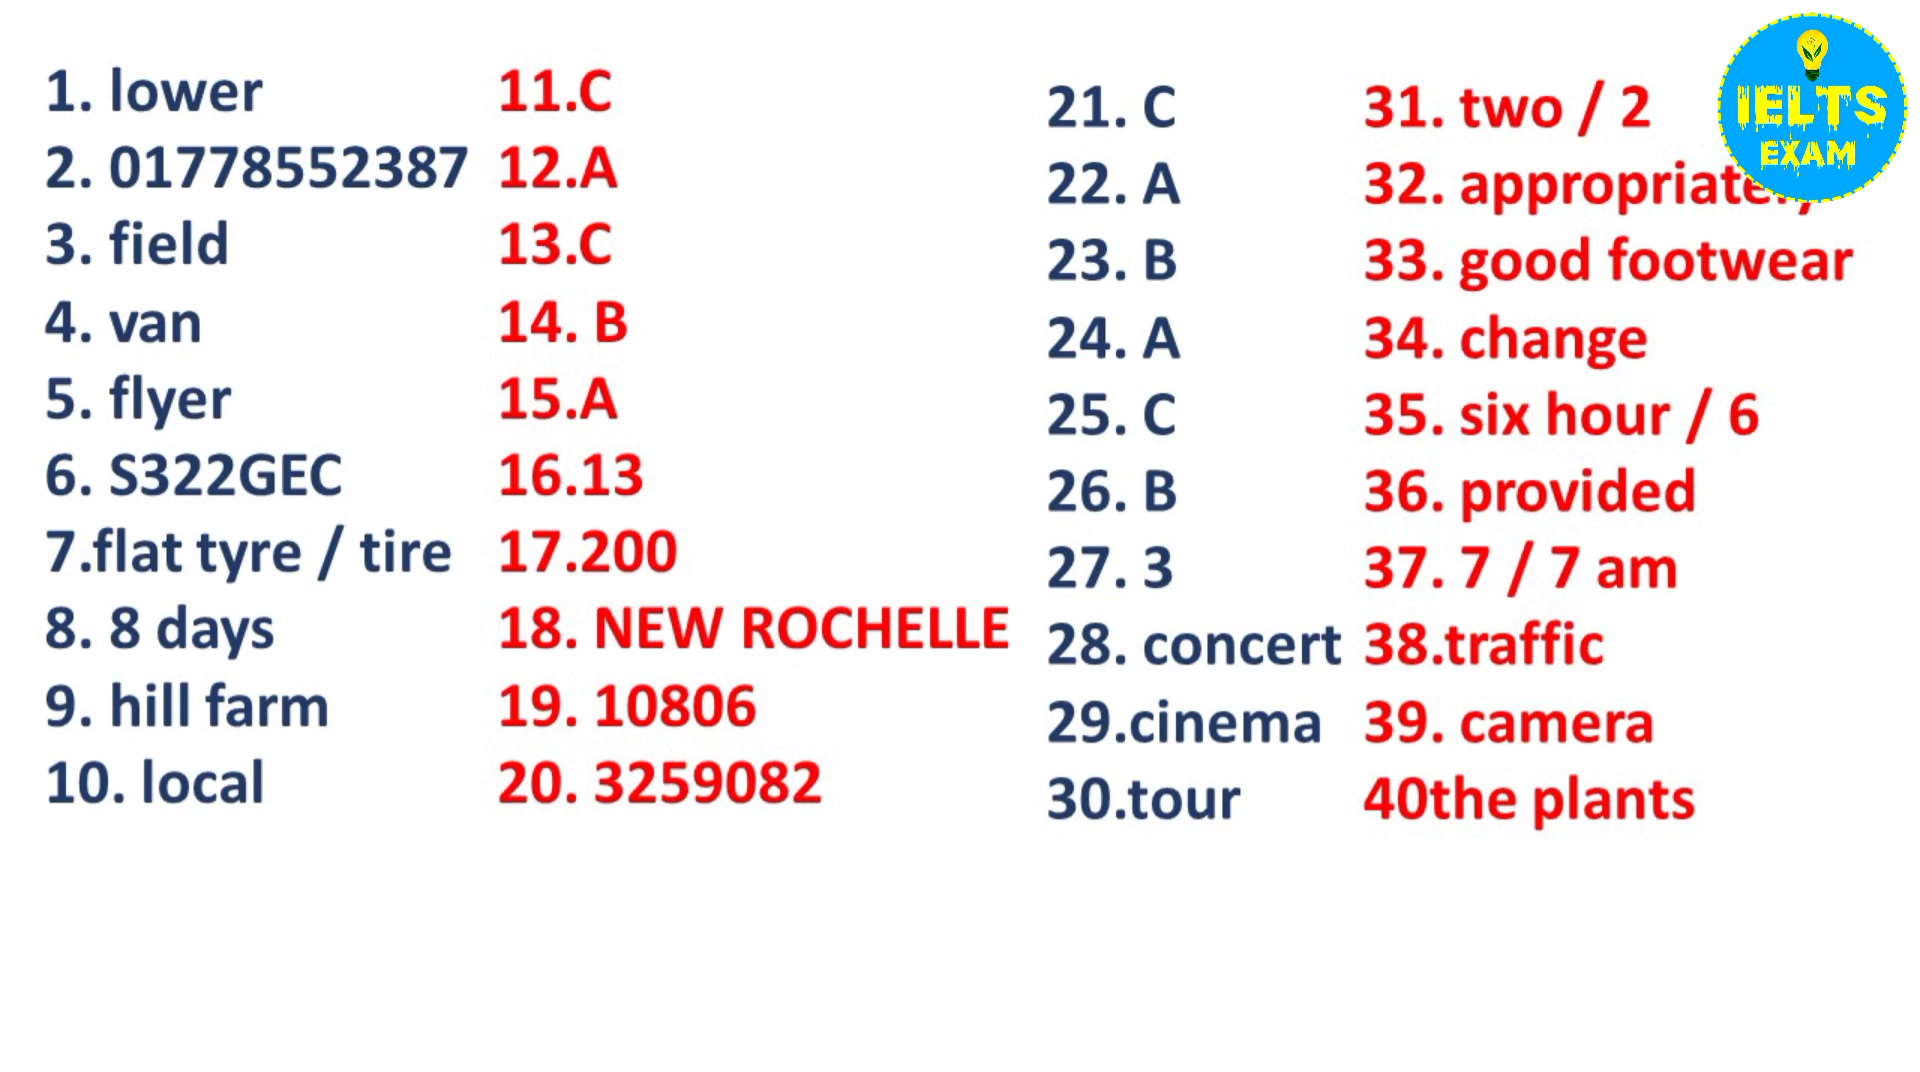 1. lower
2. 01778552387
3. field
4. van
5. flyer
6. S322GEC
7.flat tyre / tire
8. 8 days
9. hill farm
10. local
11.C
12.A
13.C
14. B
15.A
16.13
17.200
18. NEW ROCHELLE
19. 10806
20. 3259082
21. C
22. A
23. B
24. A
25. C
26. B
27. 3
28. concert
29.cinema
30.tour
31. two / 2
32. appropriately
33. good footwear
34. change
35. six hour / 6
36. provided
37. 7 / 7 am
38.traffic
39. camera
40the plants
IELTS
EXAM